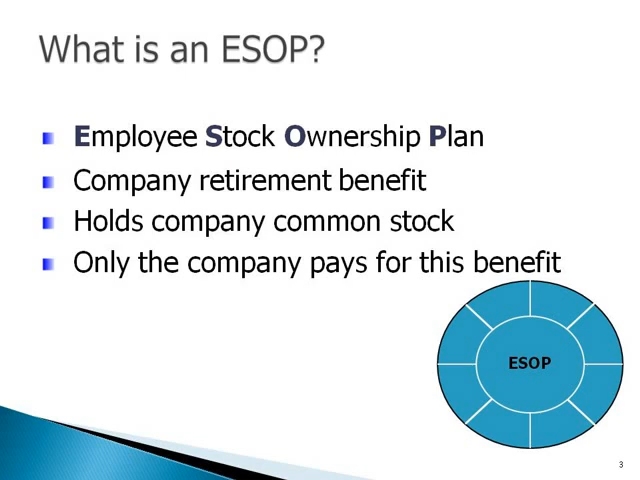 What is an ESOP?
Employee Stock Ownership Plan
Company retirement benefit
Holds company common stock
Only the company pays for this benefit
ESOP
3